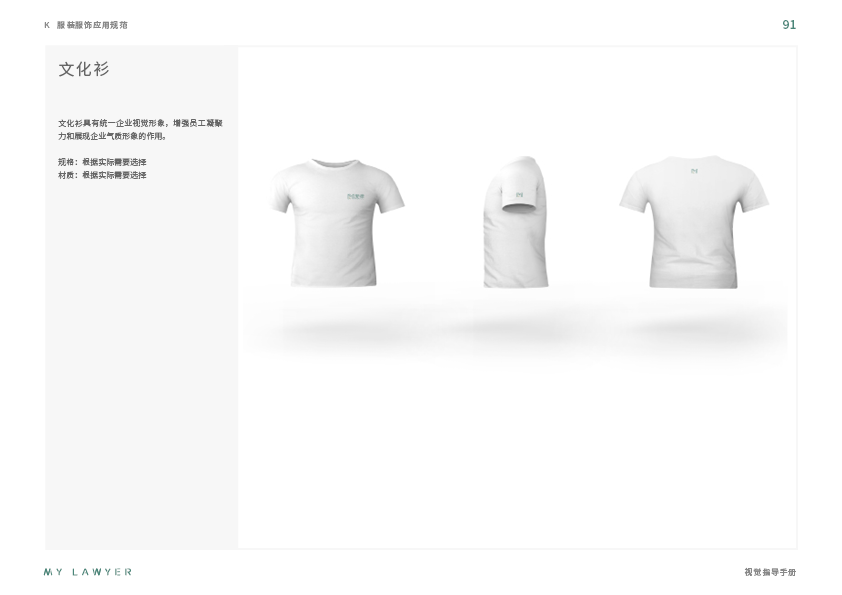 K 服装服饰应用规范
91
文化衫
文化衫具有统一企业视觉形象，增强员工凝聚
力和展现企业气质形象的作用。
规格：根据实际需要选择
材质：根据实际需要选择
MY LAWYER
视觉指导手册